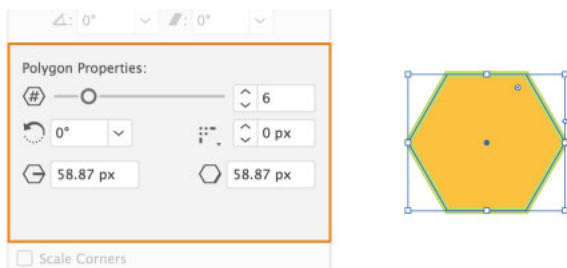 0° 0°
Polygon Properties:
# 6
0° 0 px
58.87 px 58.87 px
Scale Corners